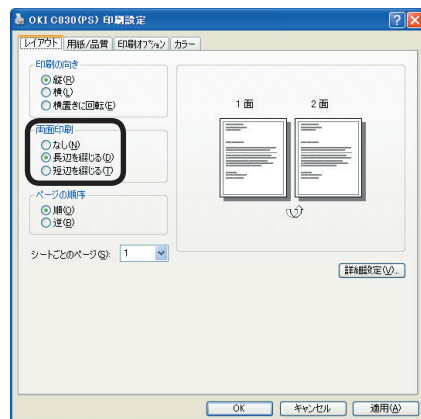 OKI C830(PS) 印刷設定
レイアウト 用紙/品質 印刷オプション カラー
印刷の向き
縦(R)
横(L)
横置きに回転(E)
両面印刷
なし(N)
長辺を綴じる(D)
短辺を綴じる(T)
ページの順序
順(Q)
逆(B)
シートごとのページ(S): 1
1 面 2 面
詳細設定(V)...
OK キャンセル 適用(A)